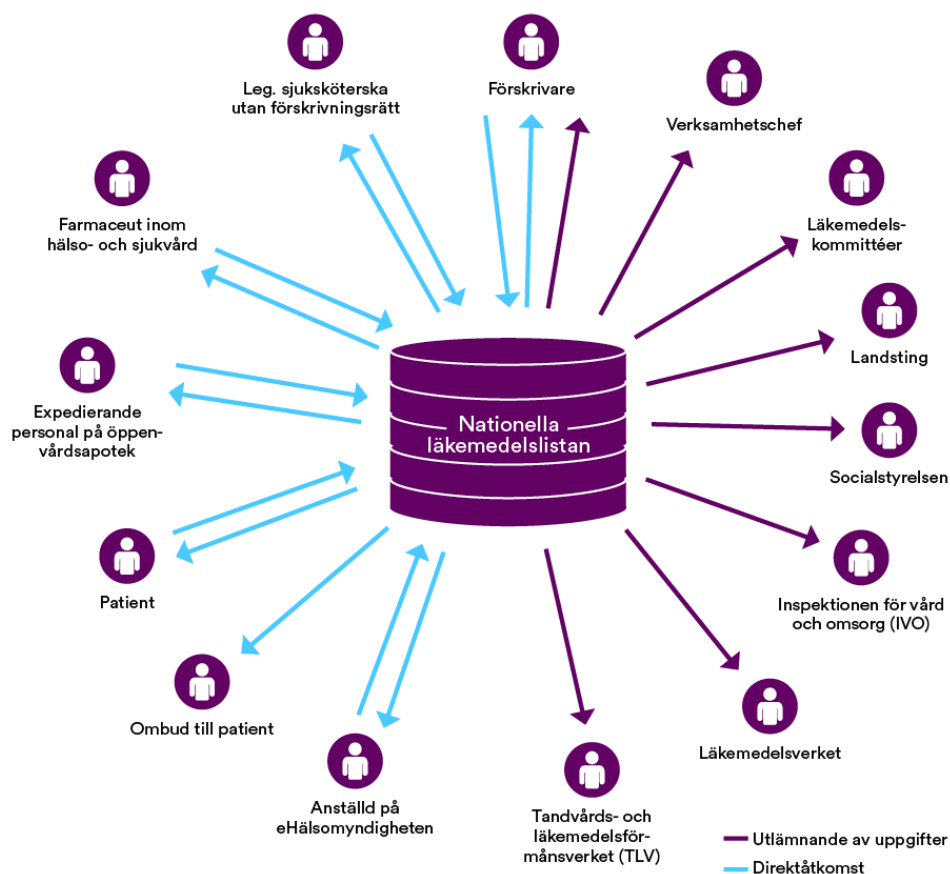 Leg. sjuksköterska
utan förskrivningsrätt
Förskrivare
Verksamhetschef
Farmaceut inom
hälso- och sjukvård
Läkemedels-
kommittéer
Landsting
Expedierande
personal på öppen-
vårdsapotek
Nationella
läkemedelslistan
Socialstyrelsen
Patient
Inspektionen för vård
och omsorg (IVO)
Ombud till patient
Läkemedelsverket
Anställd på
eHälsomyndigheten
Tandvårds- och
läkemedelsför-
månsverket (TLV)
Utlämnande av uppgifter
Direktåtkomst